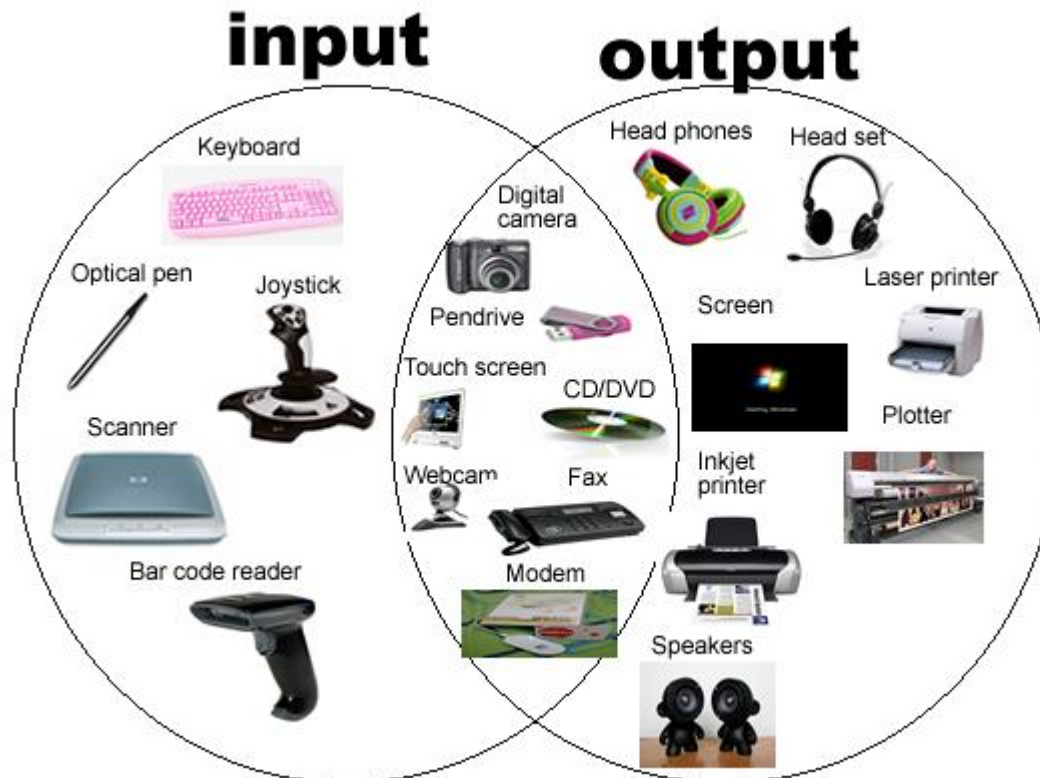 input
output
Keyboard
Optical pen
Joystick
Scanner
Bar code reader
Digital
camera
Pendrive
Touch screen
CD/DVD
Webcam
Fax
Modem
Head phones
Head set
Laser printer
Screen
Plotter
Inkjet
printer
Speakers